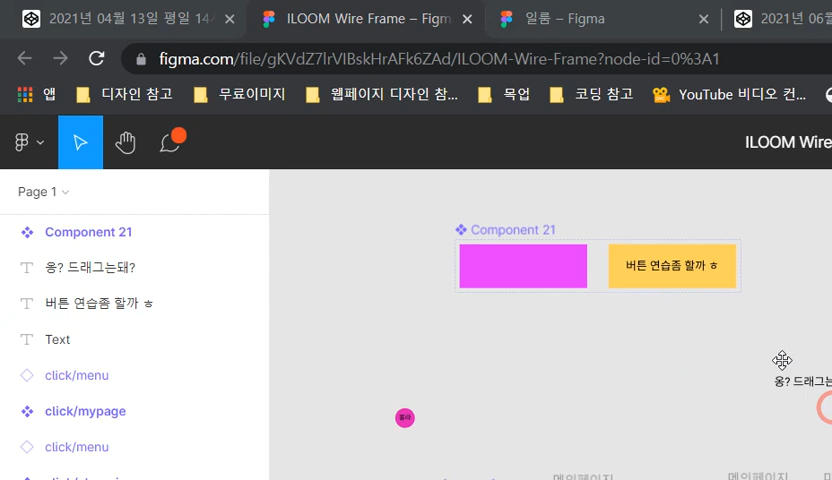 2021년 04월 13일 평일 14
ILOOM Wire Frame – Figm
일룸 – Figma
2021년 06월
figma.com/file/gKVdZ7lrVIBskHrAFk6ZAd/ILOOM-Wire-Frame?node-id=0%3A1
앱 디자인 참고 무료이미지 웹페이지 디자인 참... 목업 코딩 참고 YouTube 비디오 컨...
ILOOM Wire
Page 1
Component 21
옹? 드래그는돼?
버튼 연습좀 할까 ㅎ
Text
click/menu
click/mypage
click/menu
Component 21
버튼 연습좀 할까 ㅎ
옹? 드래그는
메인페이지
메인페이지